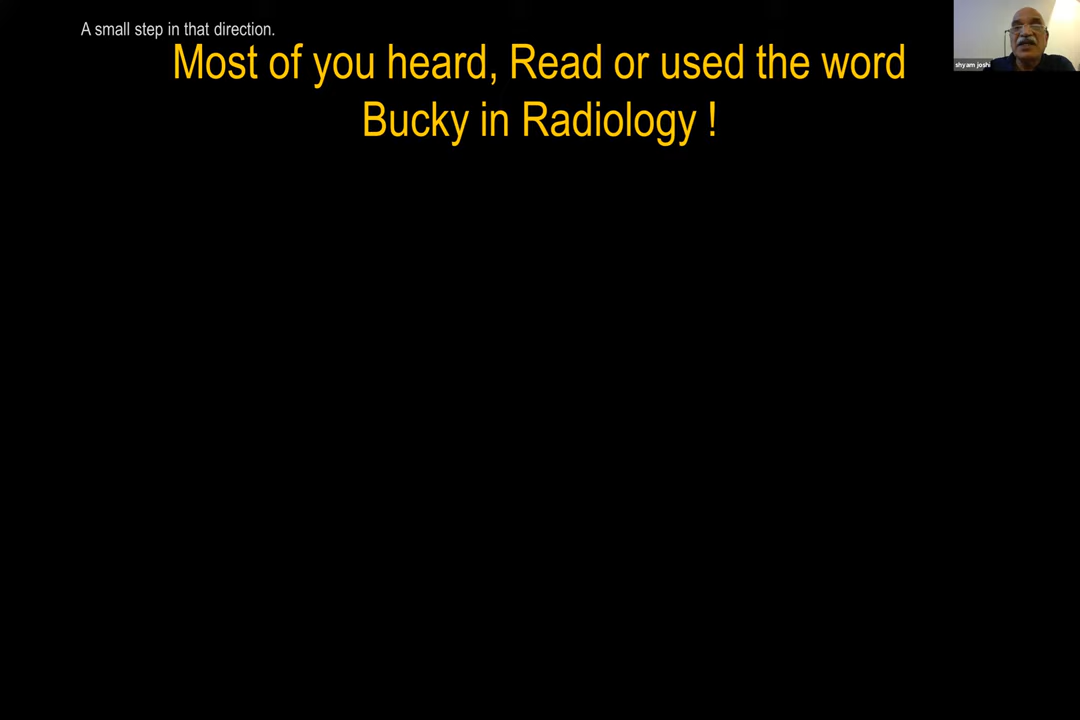 A small step in that direction.
Most of you heard, Read or used the word
Bucky in Radiology !
shyam joshi